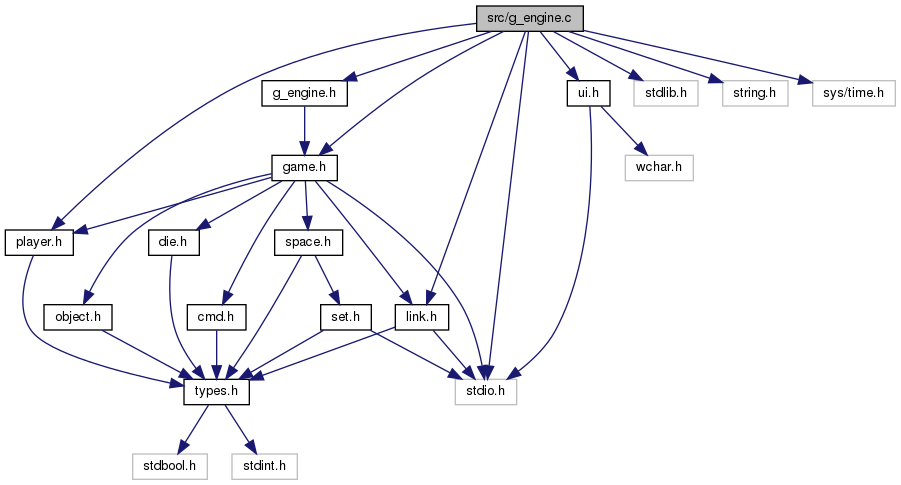 src/g_engine.c
g_engine.h
ui.h
stdlib.h
string.h
sys/time.h
game.h
wchar.h
player.h
die.h
space.h
object.h
cmd.h
set.h
link.h
types.h
stdio.h
stdbool.h
stdint.h